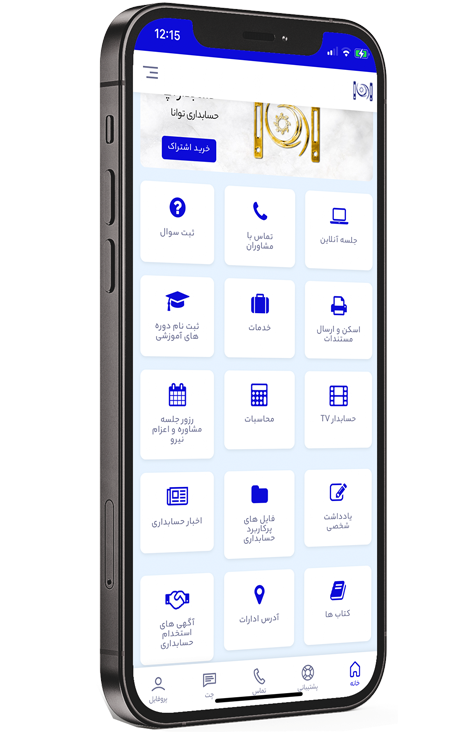 12:15
حسابداری توانا
خرید اشتراک
جلسه آنلاین
تماس با
مشاوران
ثبت سوال
اسکن و ارسال
مستندات
خدمات
ثبت نام دوره
های آموزشی
حسابدار TV
محاسبات
رزور جلسه
مشاوره و اعزام
نیرو
یادداشت
شخصی
فایل های
پرکاربرد
حسابداری
اخبار حسابداری
کتاب ها
آدرس ادارات
آگهی های
استخدام
حسابداری
خانه
پشتیبانی
تماس
چت
پروفایل